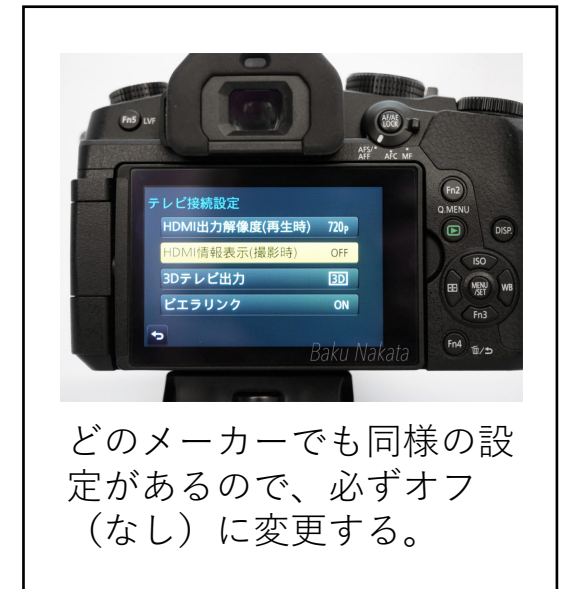 Fn5 LVF
AF/AE LOCK
AFS/AFF AFC MF
Fn2
Q.MENU
DISP.
テレビ接続設定
HDMI出力解像度(再生時) 720p
HDMI情報表示(撮影時) OFF
3Dテレビ出力 3D
ビエラリンク ON
ISO
MENU/SET
WB
Fn3
Fn4
Baku Nakata
どのメーカーでも同様の設
定があるので、必ずオフ
（なし）に変更する。